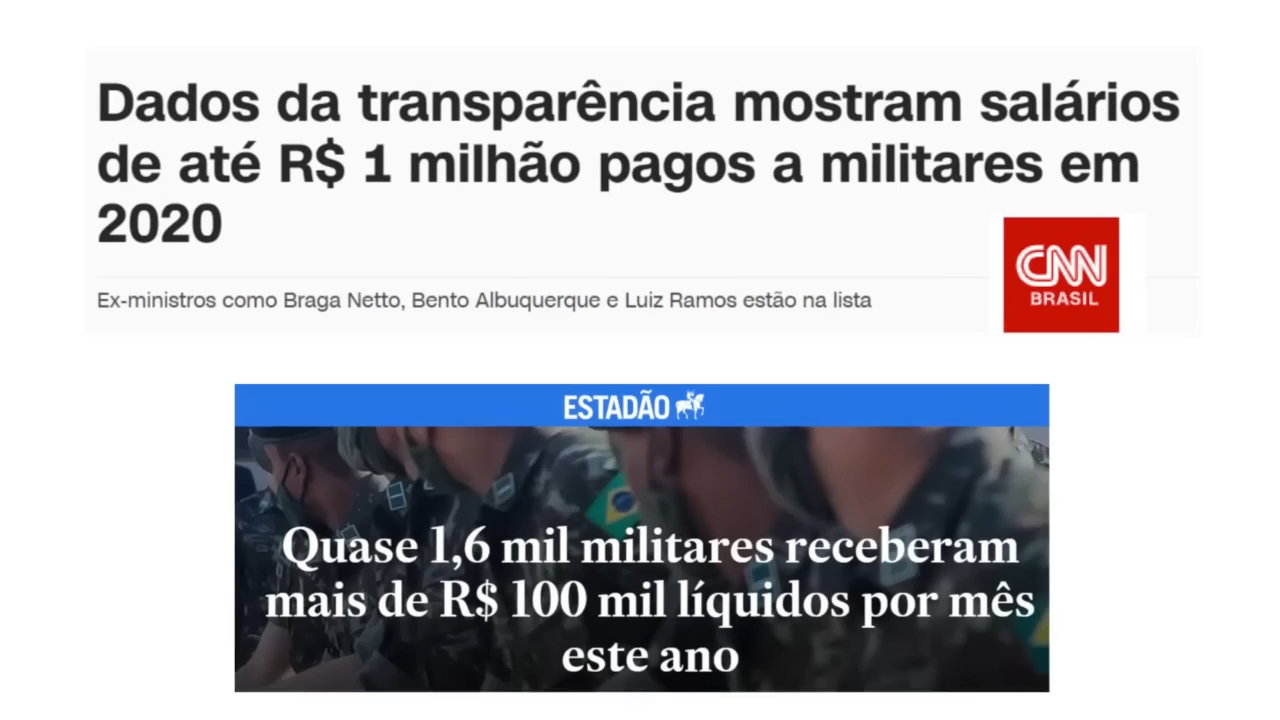 Dados da transparência mostram salários
de até R$ 1 milhão pagos a militares em
2020
Ex-ministros como Braga Netto, Bento Albuquerque e Luiz Ramos estão na lista
CNN
BRASIL
ESTADÃO
Quase 1,6 mil militares receberam
mais de R$ 100 mil líquidos por mês
este ano